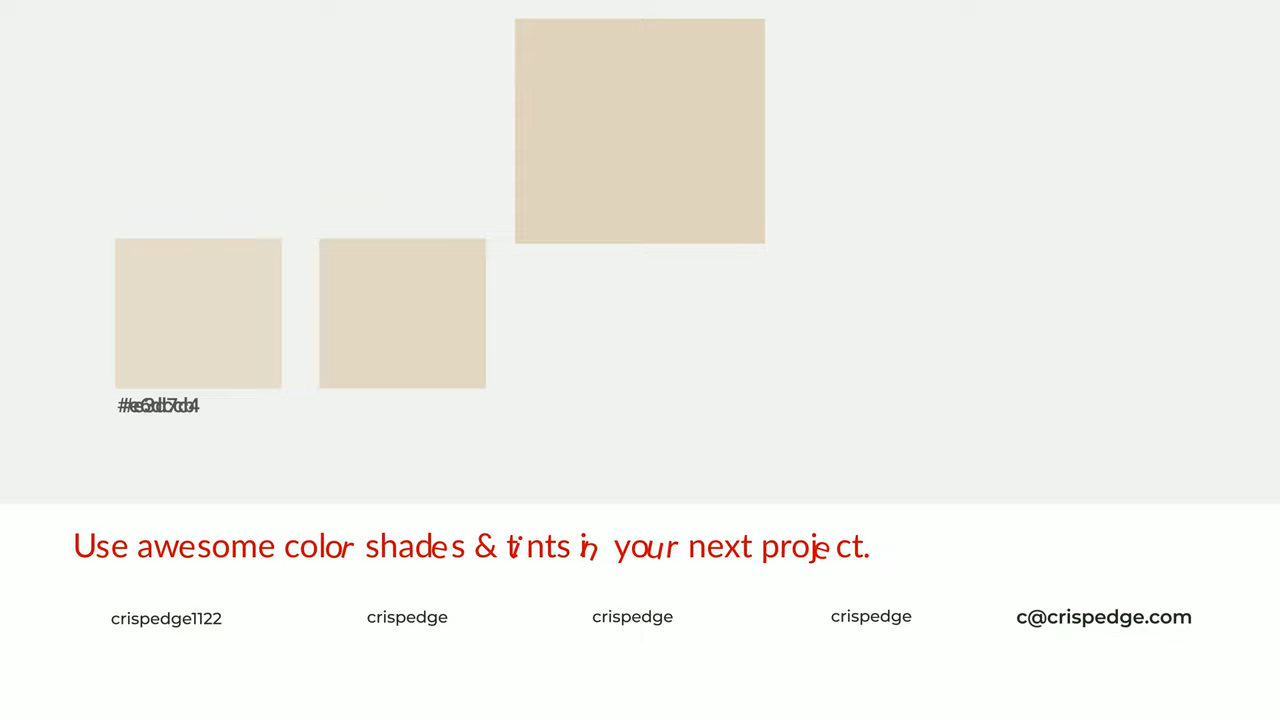 Use awesome color shades & tints in your next project.
crispedge1122 crispedge crispedge crispedge c@crispedge.com